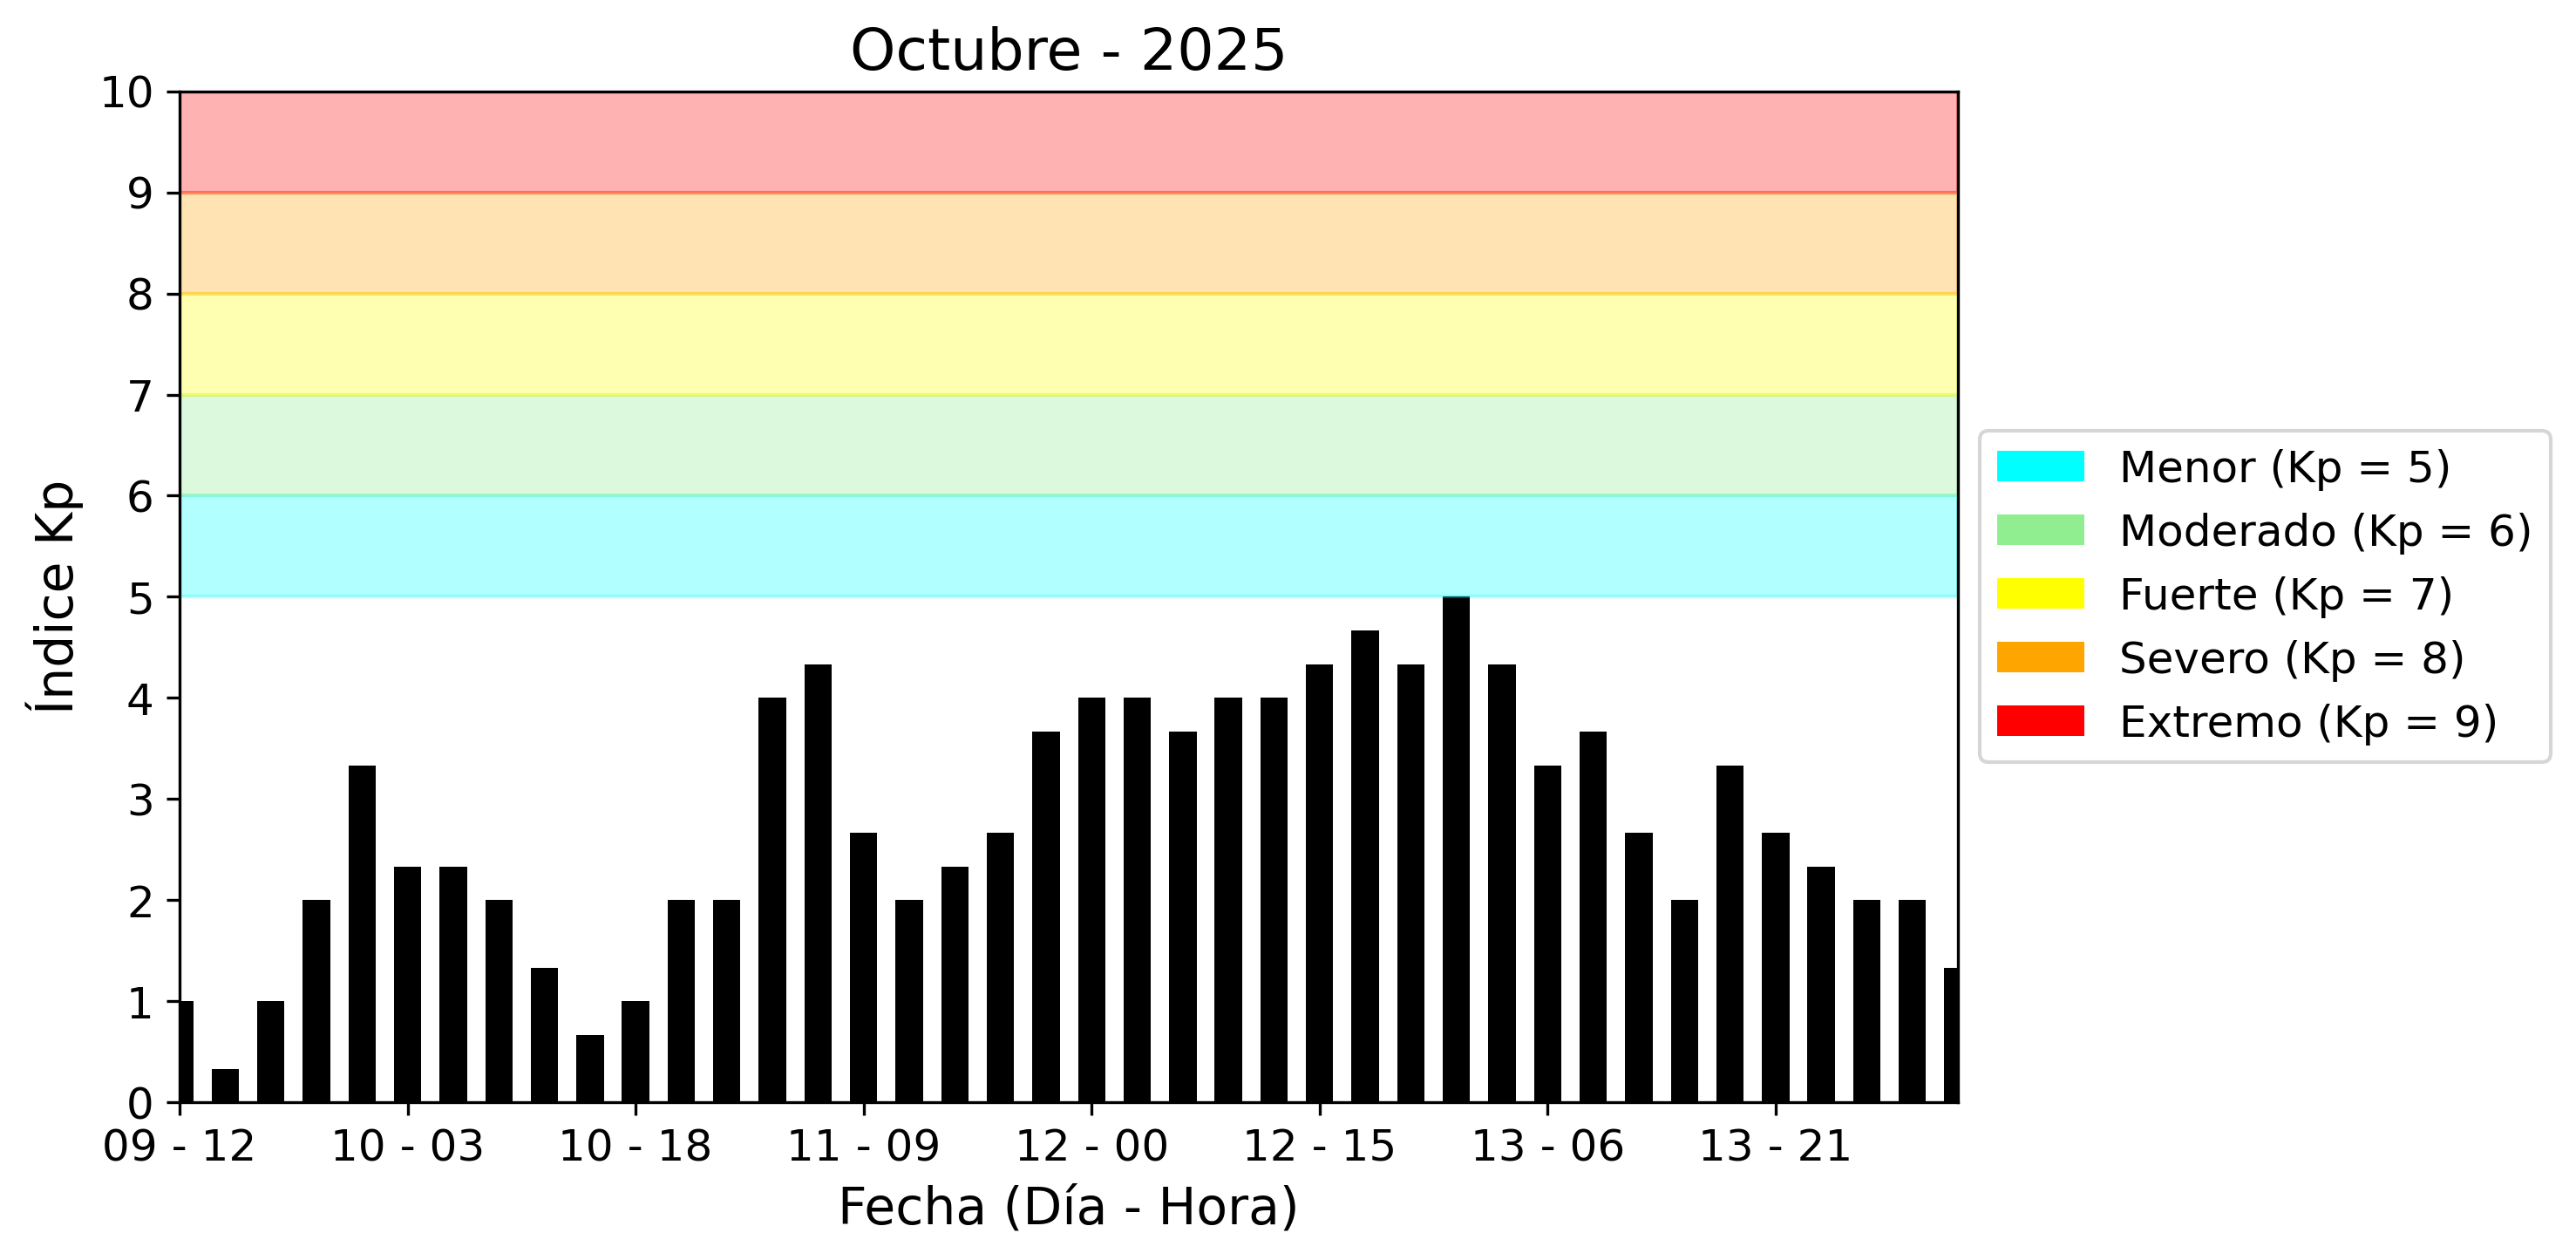 Octubre - 2025
Índice Kp
10
9
8
7
6
5
4
3
2
1
0
09 - 12 10 - 03 10 - 18 11 - 09 12 - 00 12 - 15 13 - 06 13 - 21
Fecha (Día - Hora)
Menor (Kp = 5)
Moderado (Kp = 6)
Fuerte (Kp = 7)
Severo (Kp = 8)
Extremo (Kp = 9)